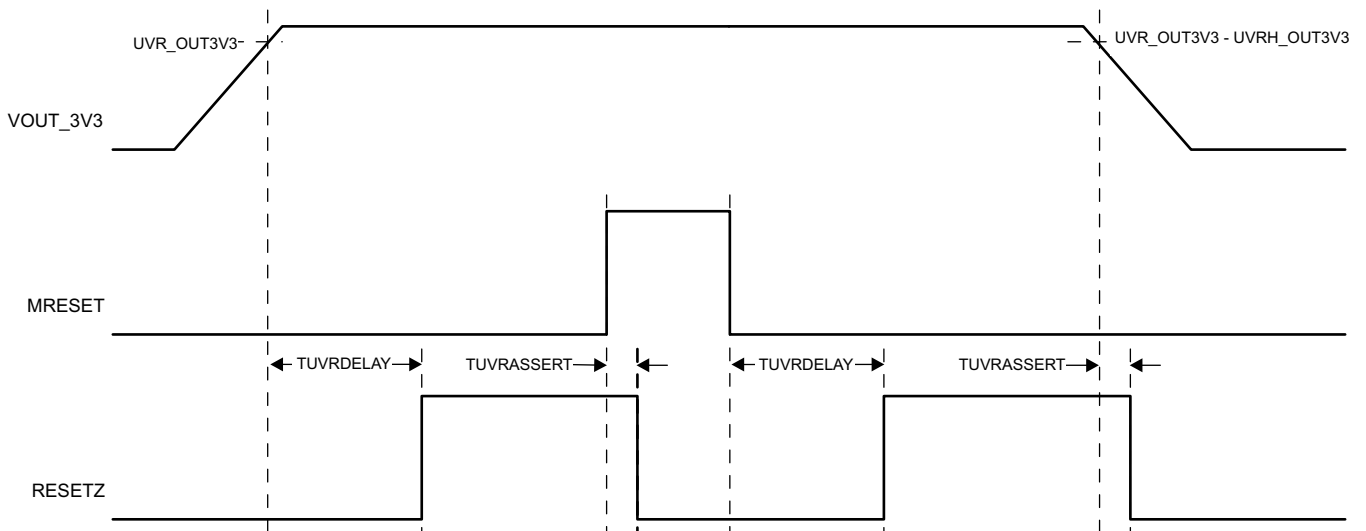 UVR_OUT3V3
UVR_OUT3V3 - UVRH_OUT3V3
VOUT_3V3
MRESET
TUVRDELAY
TUVRASSERT
TUVRDELAY
TUVRASSERT
RESETZ